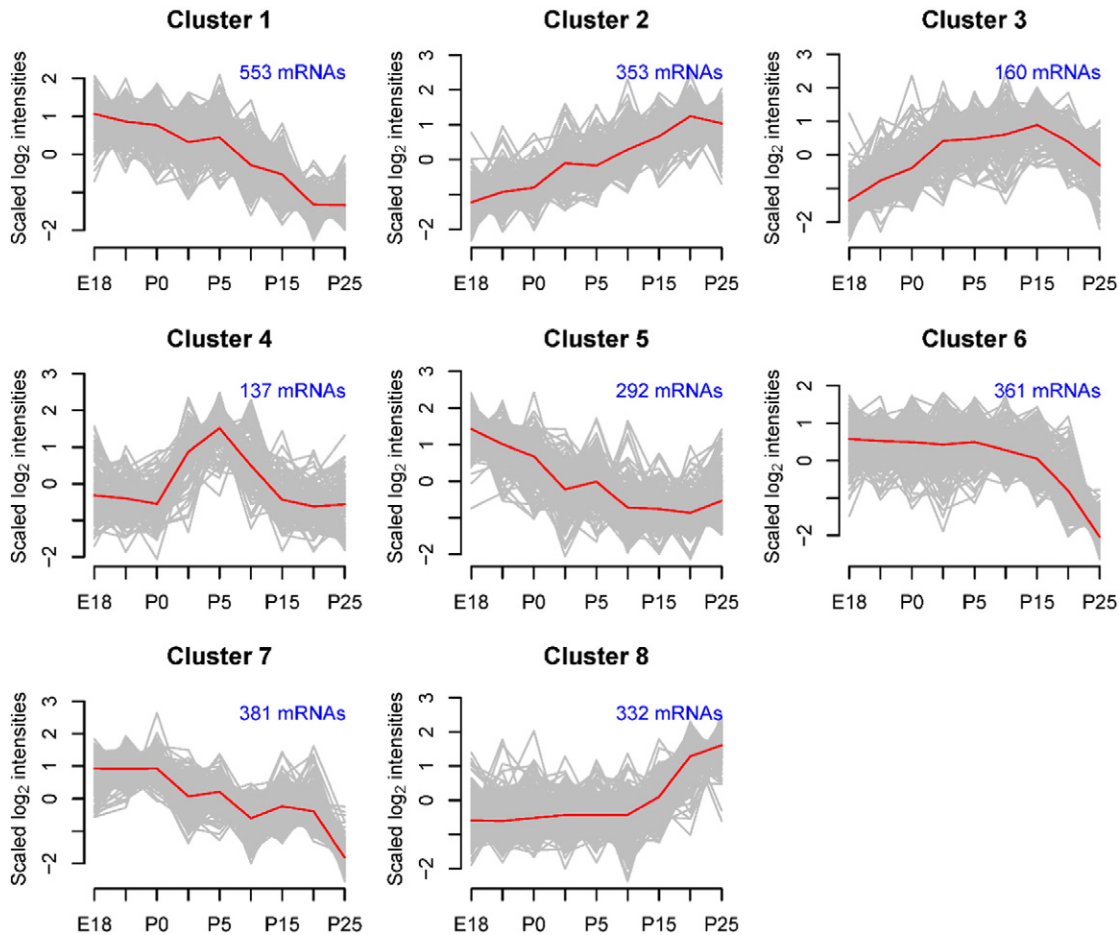 Cluster 1
553 mRNAs
Scaled log₂ intensities
2
1
0
−2
E18 P0 P5 P15 P25
Cluster 2
353 mRNAs
Scaled log₂ intensities
3
2
1
0
−2
E18 P0 P5 P15 P25
Cluster 3
160 mRNAs
Scaled log₂ intensities
3
2
1
0
−2
E18 P0 P5 P15 P25
Cluster 4
137 mRNAs
Scaled log₂ intensities
3
2
1
0
−2
E18 P0 P5 P15 P25
Cluster 5
292 mRNAs
Scaled log₂ intensities
3
2
1
0
−2
E18 P0 P5 P15 P25
Cluster 6
361 mRNAs
Scaled log₂ intensities
2
1
0
−2
E18 P0 P5 P15 P25
Cluster 7
381 mRNAs
Scaled log₂ intensities
3
2
1
0
−2
E18 P0 P5 P15 P25
Cluster 8
332 mRNAs
Scaled log₂ intensities
3
2
1
0
−2
E18 P0 P5 P15 P25